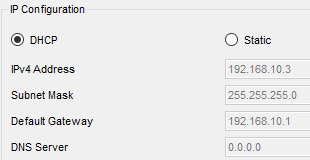 IP Configuration
DHCP Static
IPv4 Address 192.168.10.3
Subnet Mask 255.255.255.0
Default Gateway 192.168.10.1
DNS Server 0.0.0.0